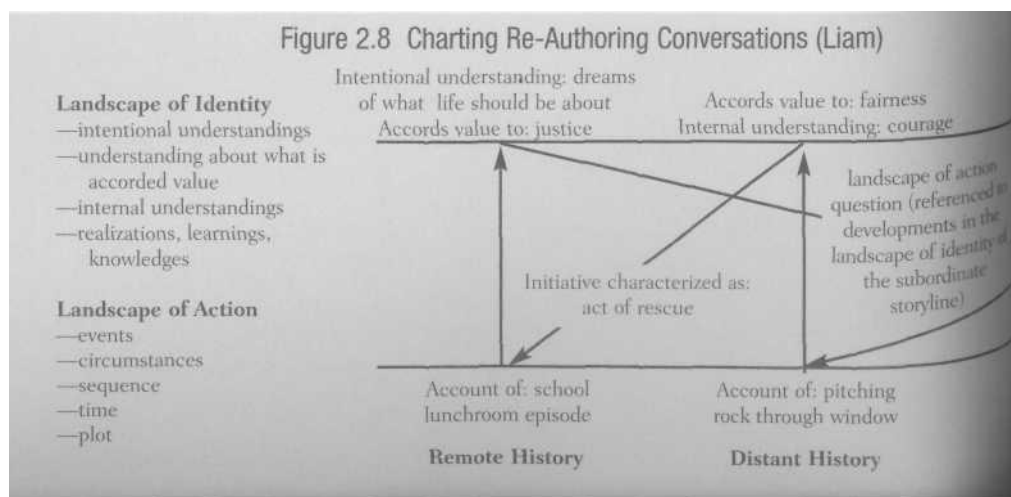 Figure 2.8 Charting Re-Authoring Conversations (Liam)
Landscape of Identity
—intentional understandings
—understanding about what is
accorded value
—internal understandings
—realizations, learnings,
knowledges
Landscape of Action
—events
—circumstances
—sequence
—time
—plot
Intentional understanding: dreams
of what life should be about
Accords value to: justice
Accords value to: fairness
Internal understanding: courage
landscape of action
question (referenced to
developments in the
landscape of identity of
the subordinate
storyline)
Initiative characterized as:
act of rescue
Account of: school
lunchroom episode
Remote History
Account of: pitching
rock through window
Distant History